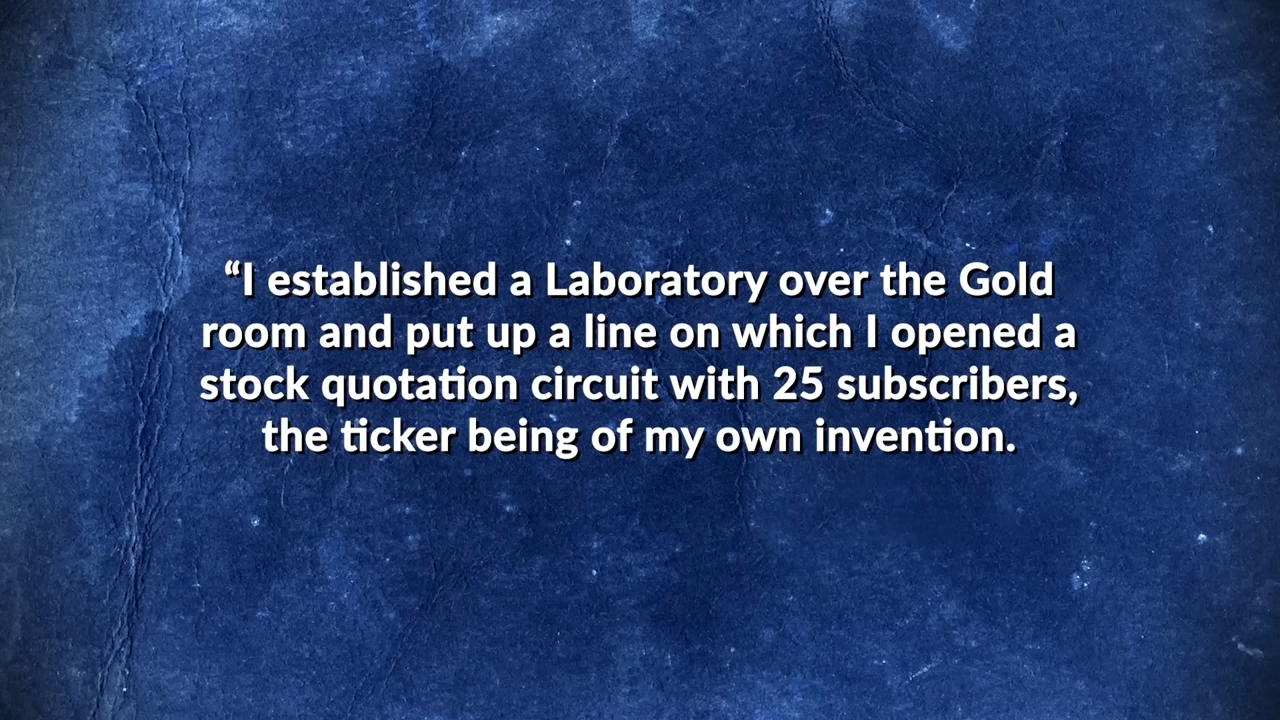 “I established a Laboratory over the Gold
room and put up a line on which I opened a
stock quotation circuit with 25 subscribers,
the ticker being of my own invention.